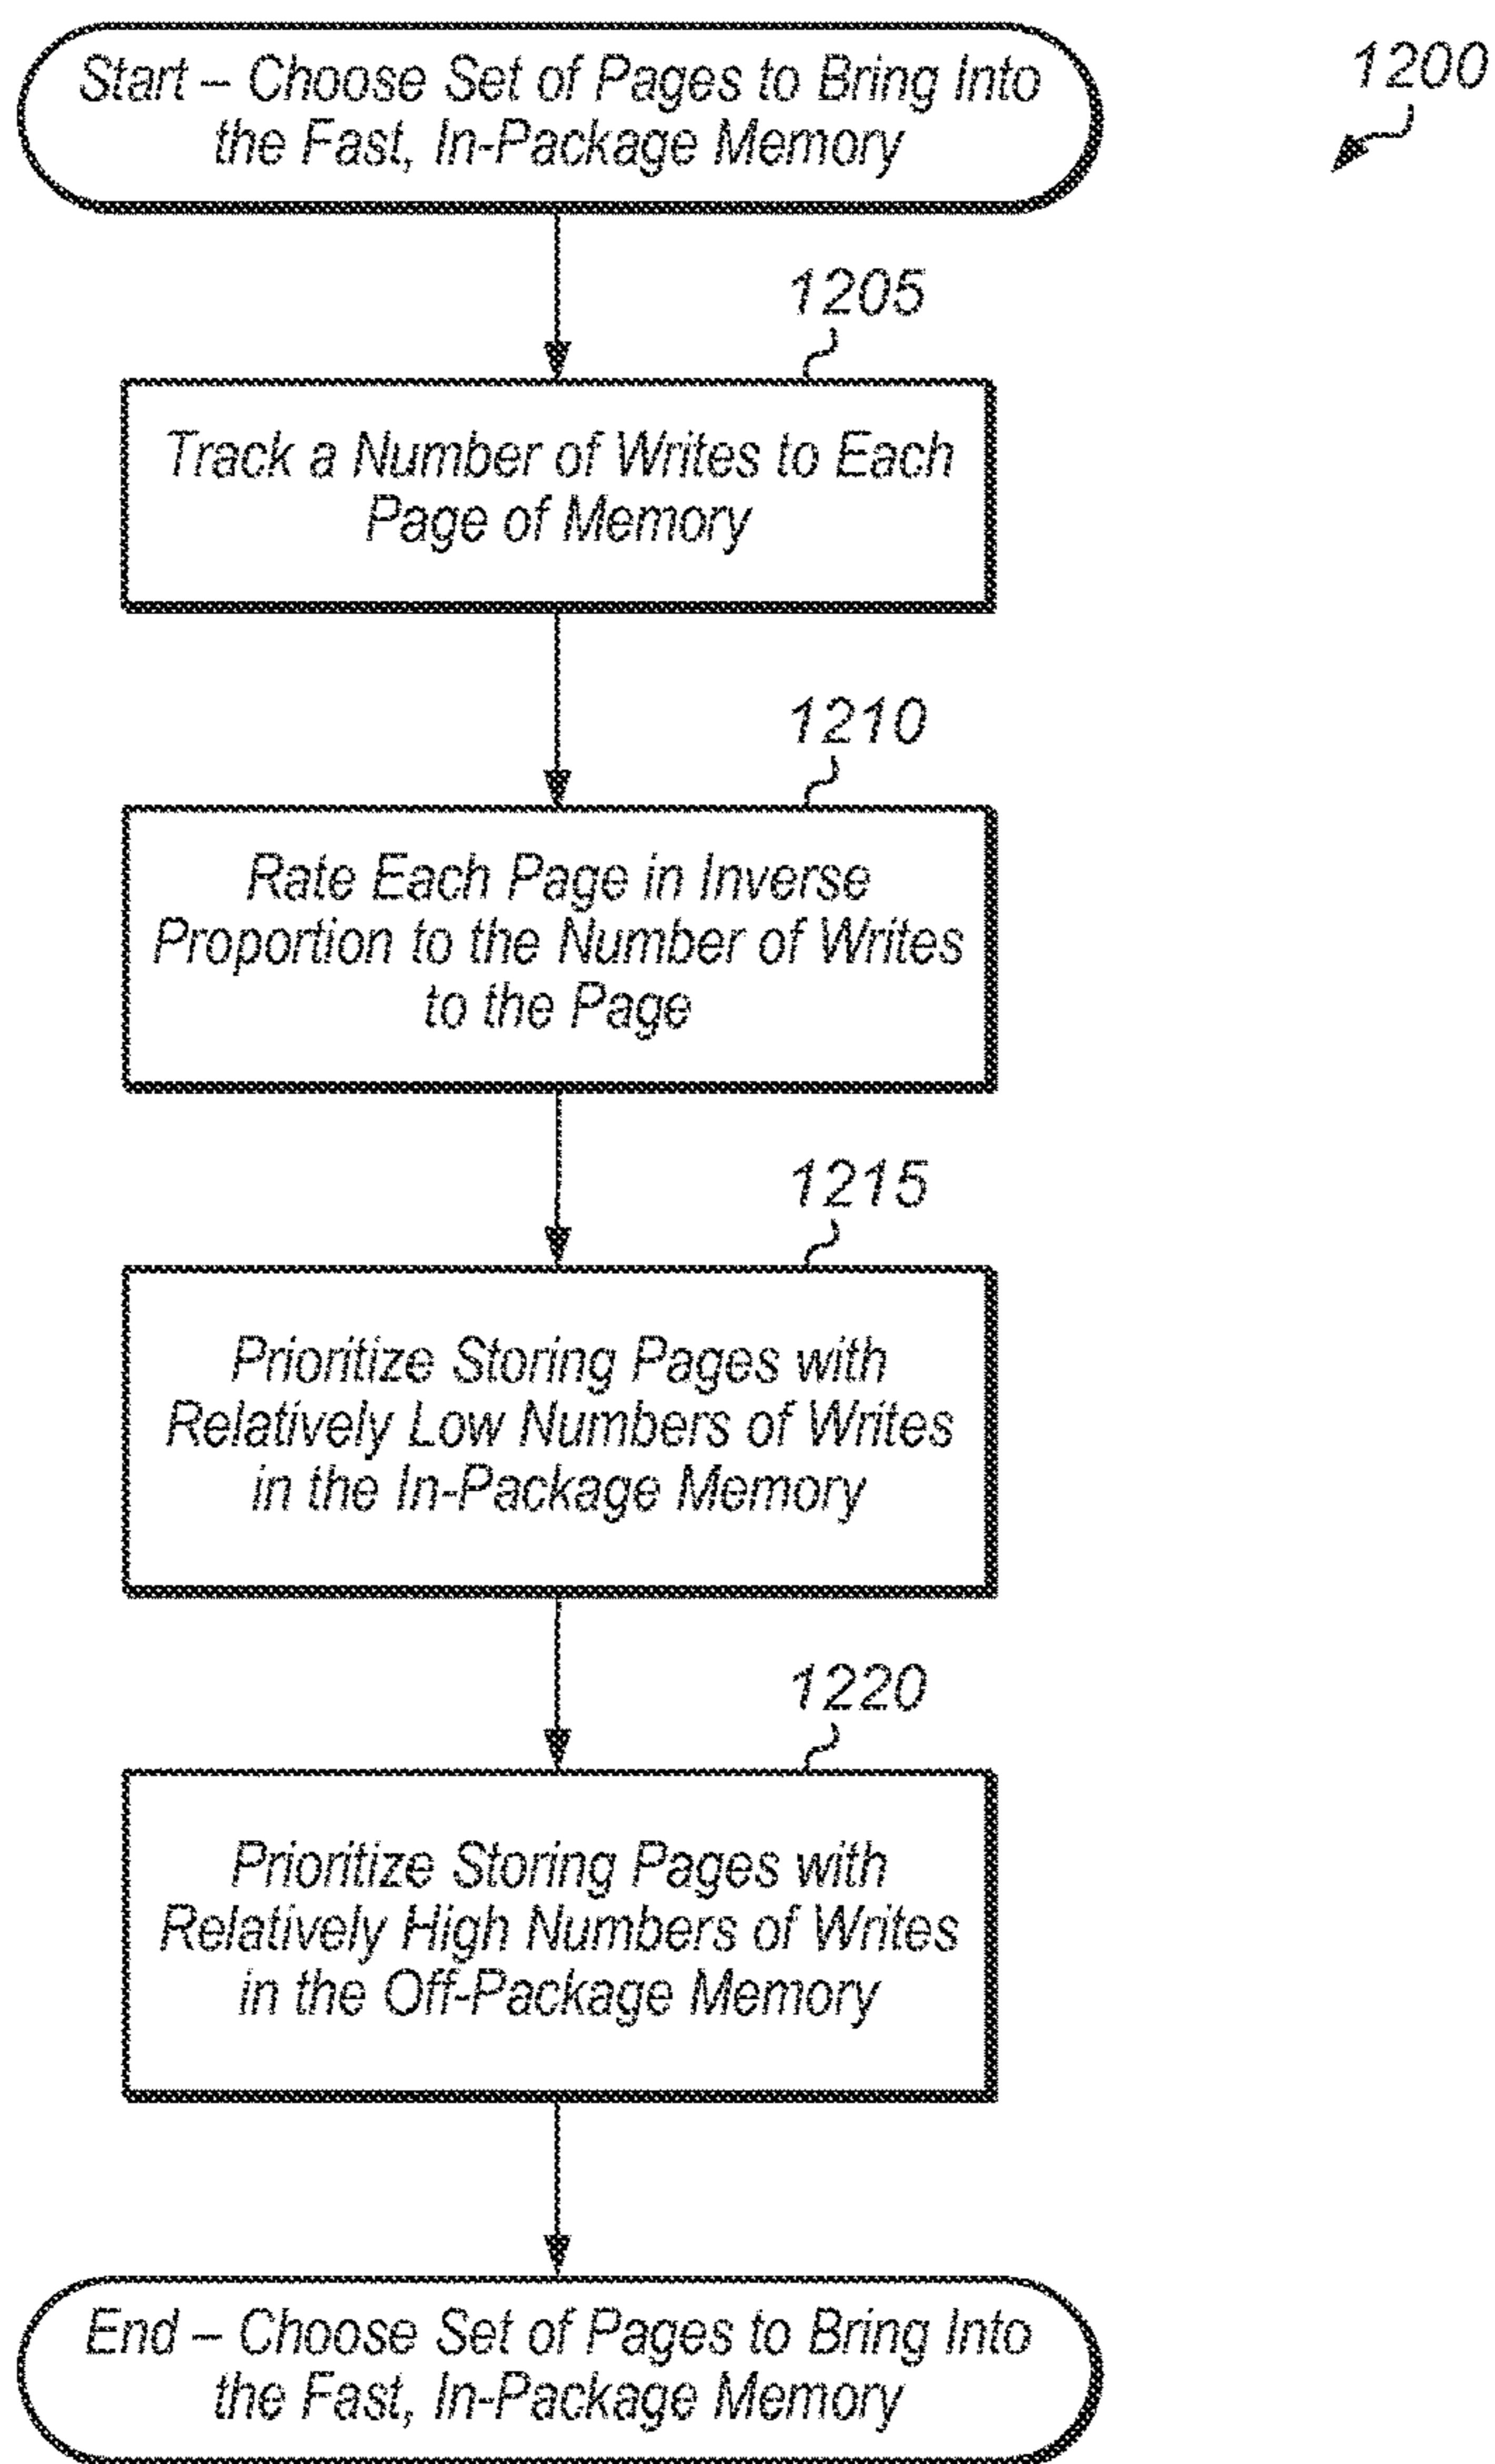 Start – Choose Set of Pages to Bring Into
the Fast, In-Package Memory
1200
1205
Track a Number of Writes to Each
Page of Memory
1210
Rate Each Page in Inverse
Proportion to the Number of Writes
to the Page
1215
Prioritize Storing Pages with
Relatively Low Numbers of Writes
in the In-Package Memory
1220
Prioritize Storing Pages with
Relatively High Numbers of Writes
in the Off-Package Memory
End – Choose Set of Pages to Bring Into
the Fast, In-Package Memory